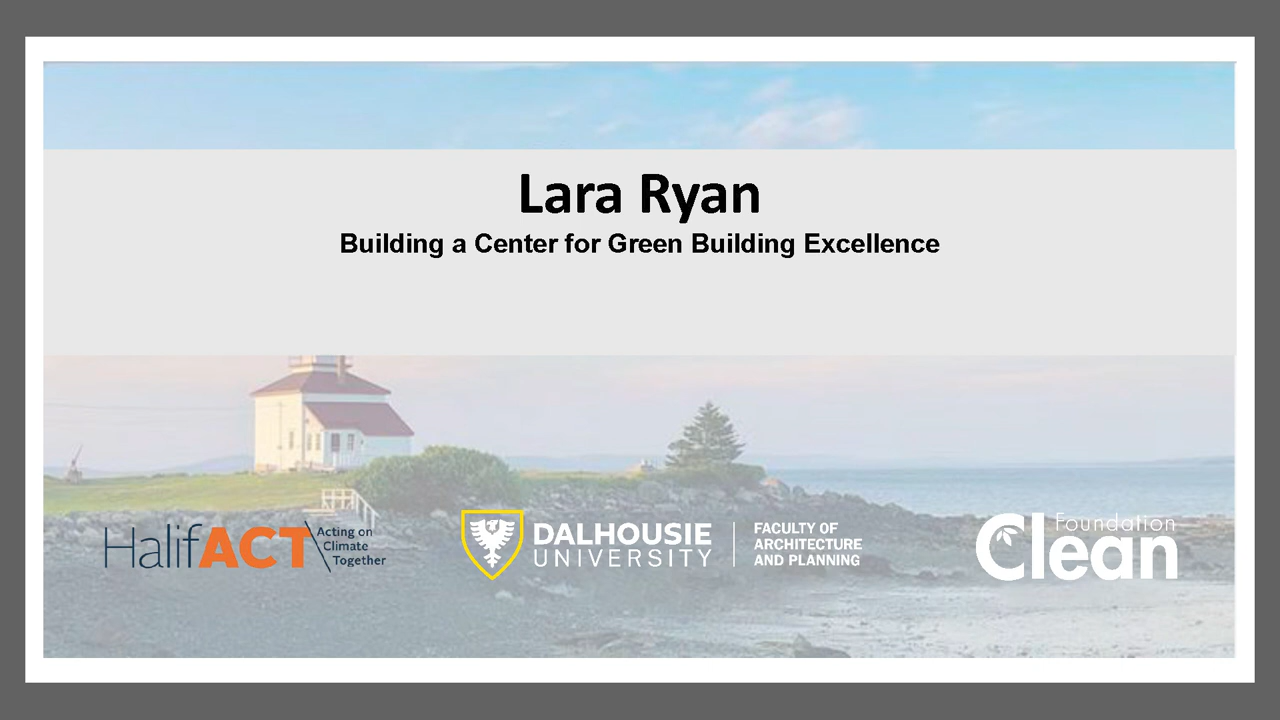 Lara Ryan
Building a Center for Green Building Excellence
HalifACT
Acting on
Climate
Together
DALHOUSIE
UNIVERSITY
FACULTY OF
ARCHITECTURE
AND PLANNING
Foundation
Clean